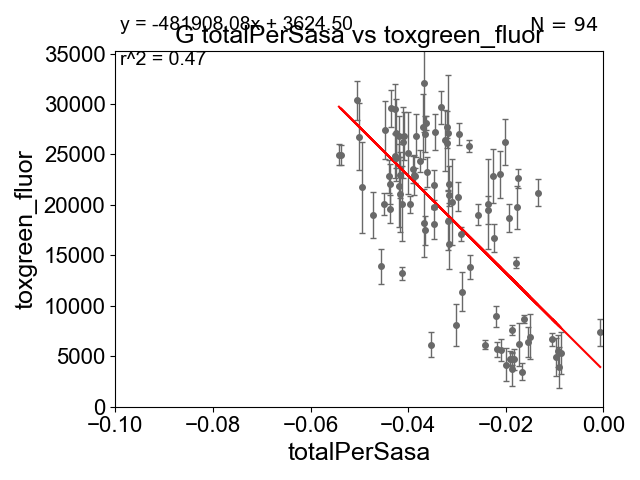 y = -481908.08x + 3624.50
N = 94
G totalPerSasa vs toxgreen_fluor
r^2 = 0.47
35000
30000
25000
20000
15000
10000
5000
0
toxgreen_fluor
−0.10 −0.08 −0.06 −0.04 −0.02 0.00
totalPerSasa